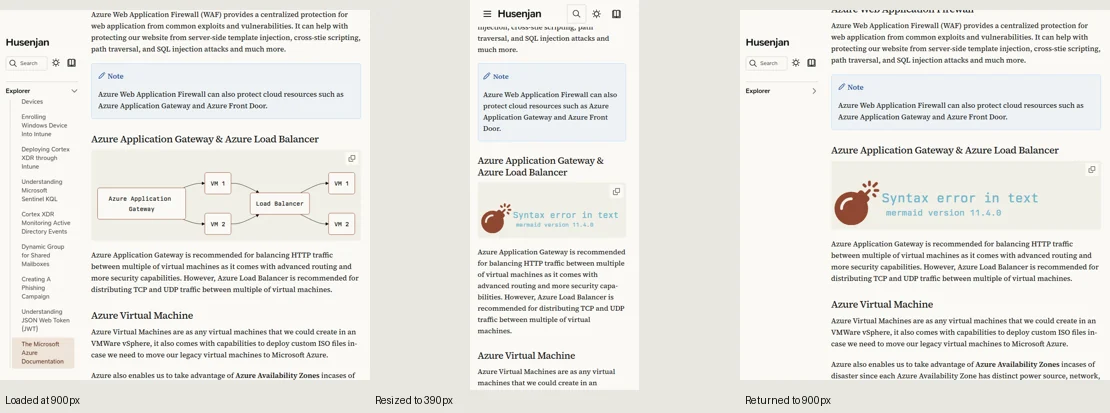 Azure Web Application Firewall (WAF) provides a centralized protection for
web application from common exploits and vulnerabilities. It can help with
protecting our website from server-side template injection, cross-stie scripting,
path traversal, and SQL injection attacks and much more.
Husenjan
Search
Note
Azure Web Application Firewall can also protect cloud resources such as
Azure Application Gateway and Azure Front Door.
Explorer
Devices
Enrolling
Windows Device
Into Intune
Deploying Cortex
XDR through
Intune
Understanding
Microsoft
Sentinel KQL
Cortex XDR
Monitoring Active
Directory Events
Dynamic Group
for Shared
Mailboxes
Creating A
Phishing
Campaign
Understanding
JSON Web Token
(JWT)
The Microsoft
Azure
Documentation
Azure Application Gateway & Azure Load Balancer
Azure Application
Gateway
VM 1
VM 2
Load Balancer
VM 1
VM 2
Azure Application Gateway is recommended for balancing HTTP traffic
between multiple of virtual machines as it comes with advanced routing and
more security capabilities. However, Azure Load Balancer is recommended for
distributing TCP and UDP traffic between multiple of virtual machines.
Azure Virtual Machine
Azure Virtual Machines are as any virtual machines that we could create in an
VMWare vSphere, it also comes with capabilities to deploy custom ISO files in-
case we need to move our legacy virtual machines to Microsoft Azure.
Azure also enables us to take advantage of Azure Availability Zones incases of
Loaded at 900px
Husenjan
injection, cross-stie scripting, path
traversal, and SQL injection attacks and
much more.
Note
Azure Web Application Firewall can also
protect cloud resources such as Azure
Application Gateway and Azure Front
Door.
Azure Application Gateway &
Azure Load Balancer
Syntax error in text
mermaid version 11.4.0
Azure Application Gateway is recommended
for balancing HTTP traffic between multiple
of virtual machines as it comes with
advanced routing and more security capa-
bilities. However, Azure Load Balancer is
recommended for distributing TCP and UDP
traffic between multiple of virtual
machines.
Azure Virtual Machine
Azure Virtual Machines are as any virtual
machines that we could create in an
Resized to 390px
Azure Web Application Firewall
Azure Web Application Firewall (WAF) provides a centralized protection for
web application from common exploits and vulnerabilities. It can help with
protecting our website from server-side template injection, cross-stie scripting,
path traversal, and SQL injection attacks and much more.
Husenjan
Search
Explorer
Note
Azure Web Application Firewall can also protect cloud resources such as
Azure Application Gateway and Azure Front Door.
Azure Application Gateway & Azure Load Balancer
Syntax error in text
mermaid version 11.4.0
Azure Application Gateway is recommended for balancing HTTP traffic
between multiple of virtual machines as it comes with advanced routing and
more security capabilities. However, Azure Load Balancer is recommended for
distributing TCP and UDP traffic between multiple of virtual machines.
Azure Virtual Machine
Azure Virtual Machines are as any virtual machines that we could create in an
VMWare vSphere, it also comes with capabilities to deploy custom ISO files in-
case we need to move our legacy virtual machines to Microsoft Azure.
Azure also enables us to take advantage of Azure Availability Zones incases of
disaster since each Azure Availability Zone has distinct power source, network,
Returned to 900px